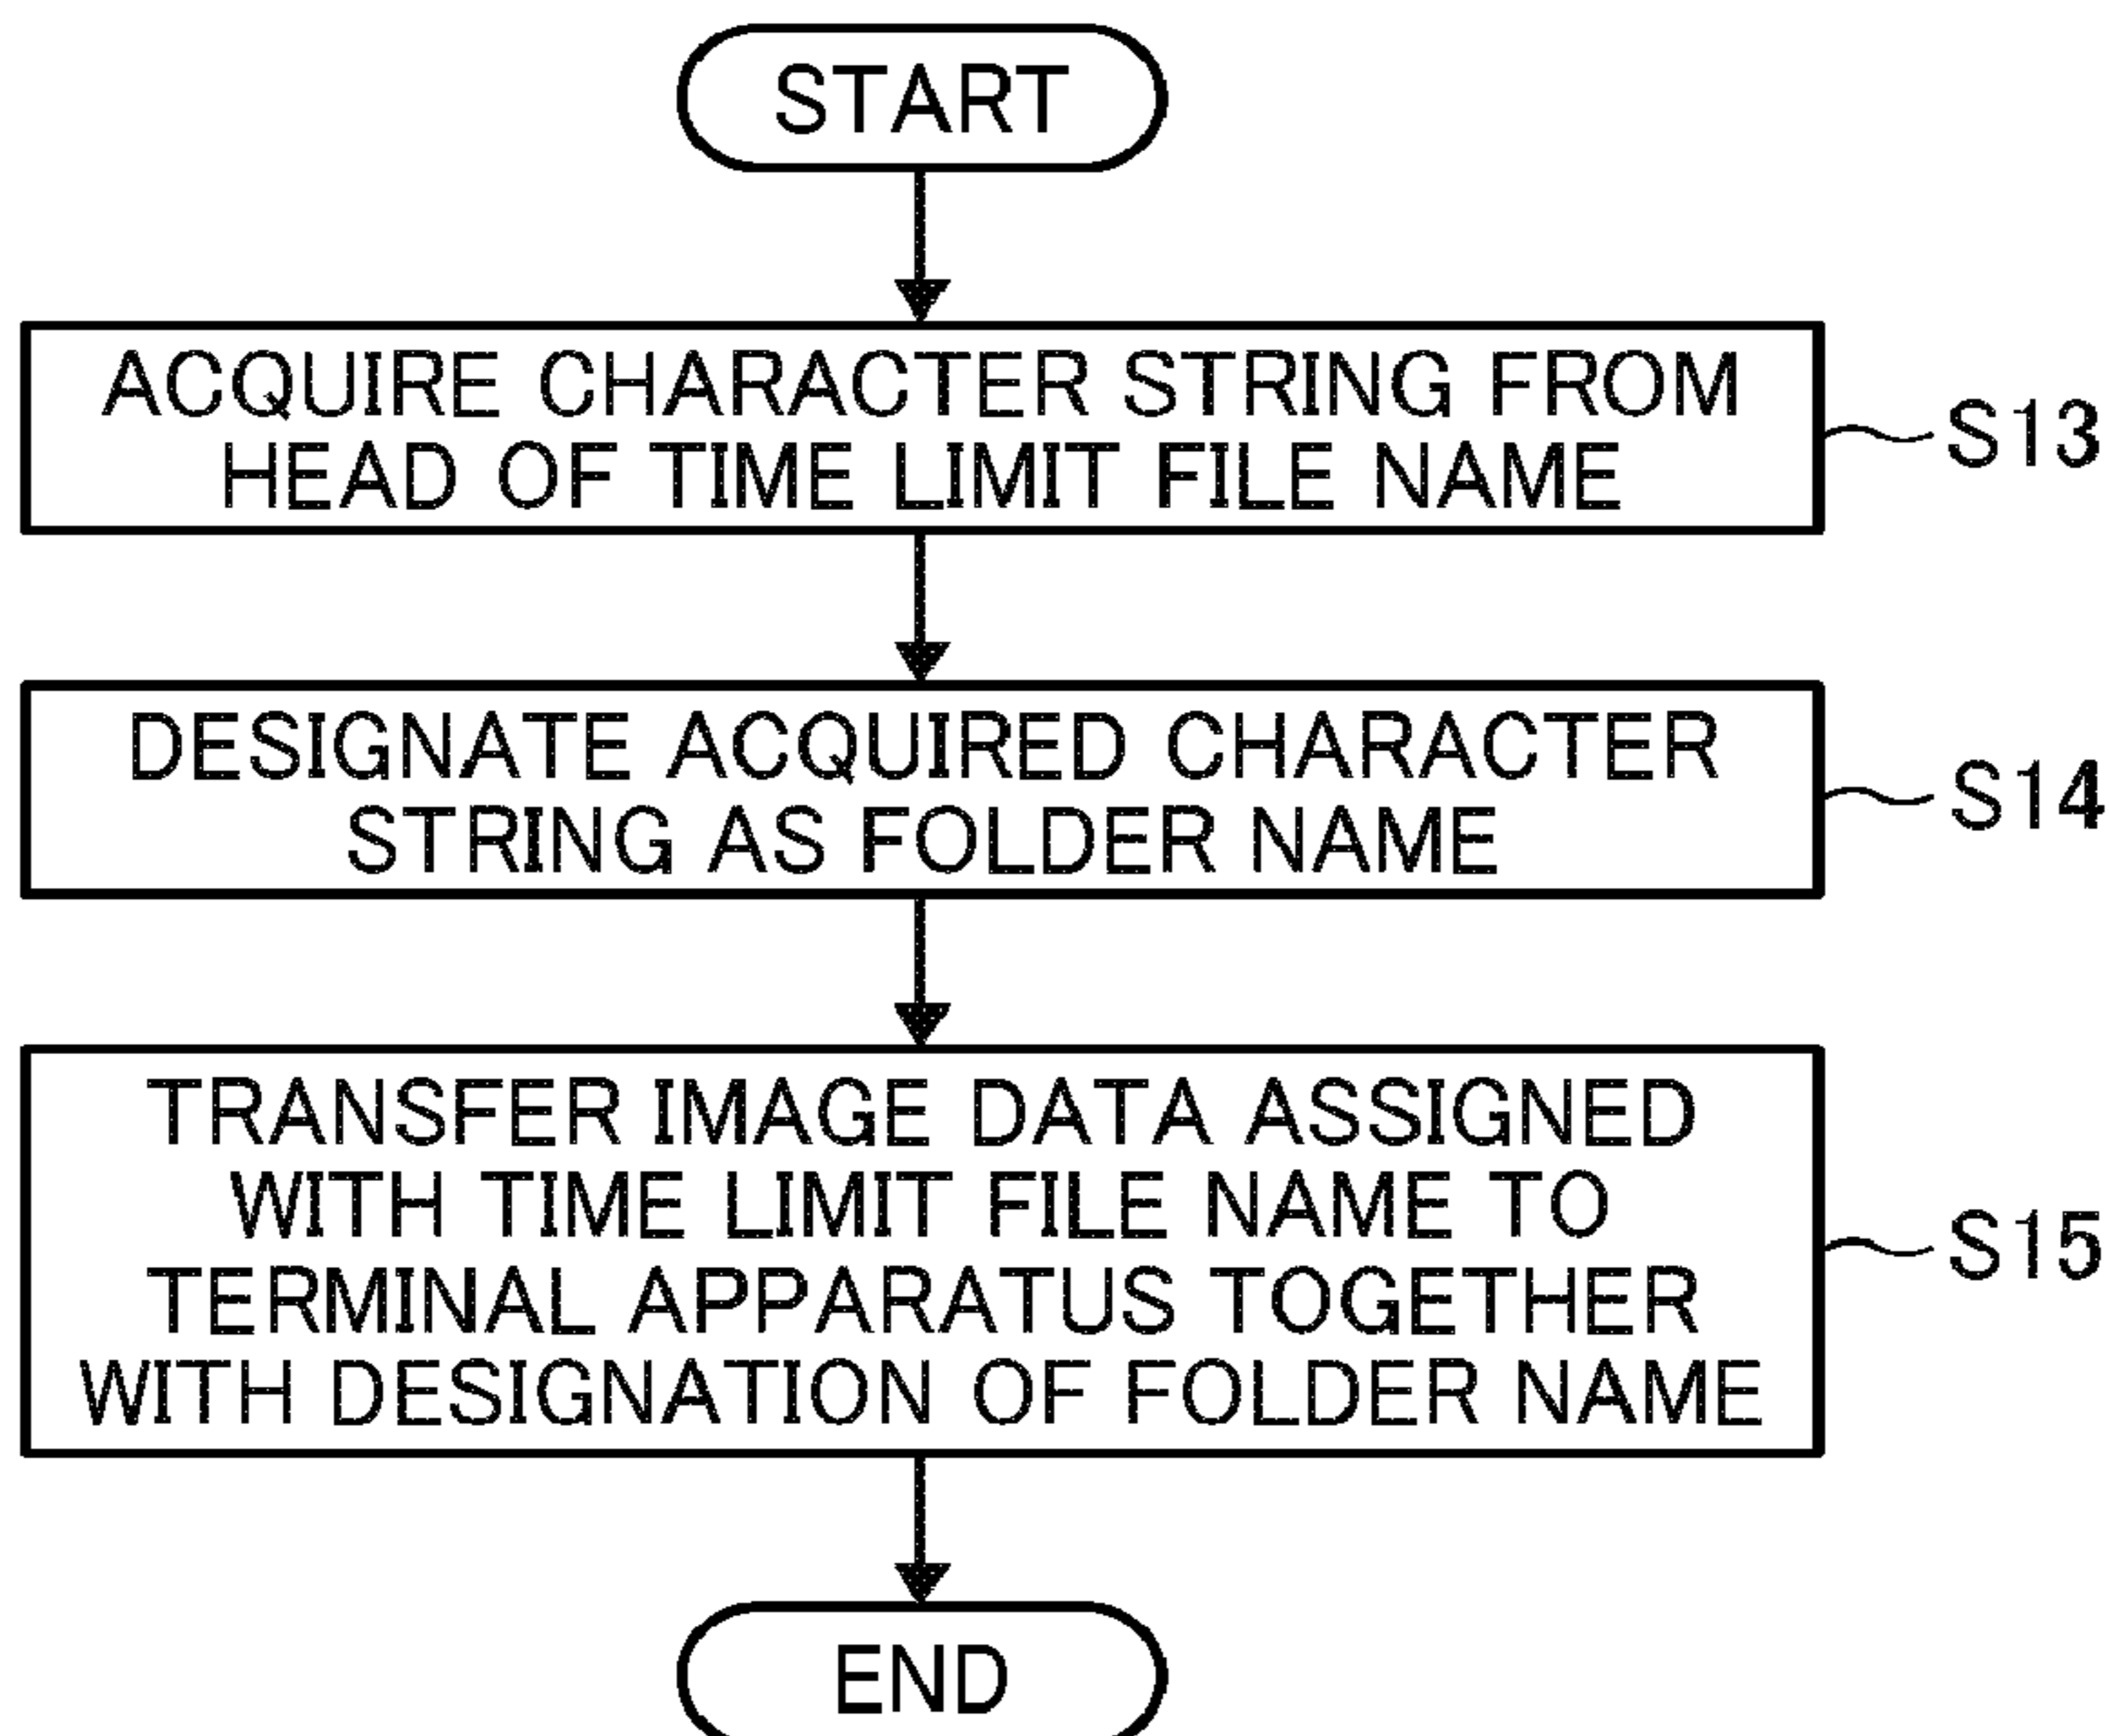 START
ACQUIRE CHARACTER STRING FROM
HEAD OF TIME LIMIT FILE NAME
S13
DESIGNATE ACQUIRED CHARACTER
STRING AS FOLDER NAME
S14
TRANSFER IMAGE DATA ASSIGNED
WITH TIME LIMIT FILE NAME TO
TERMINAL APPARATUS TOGETHER
WITH DESIGNATION OF FOLDER NAME
S15
END